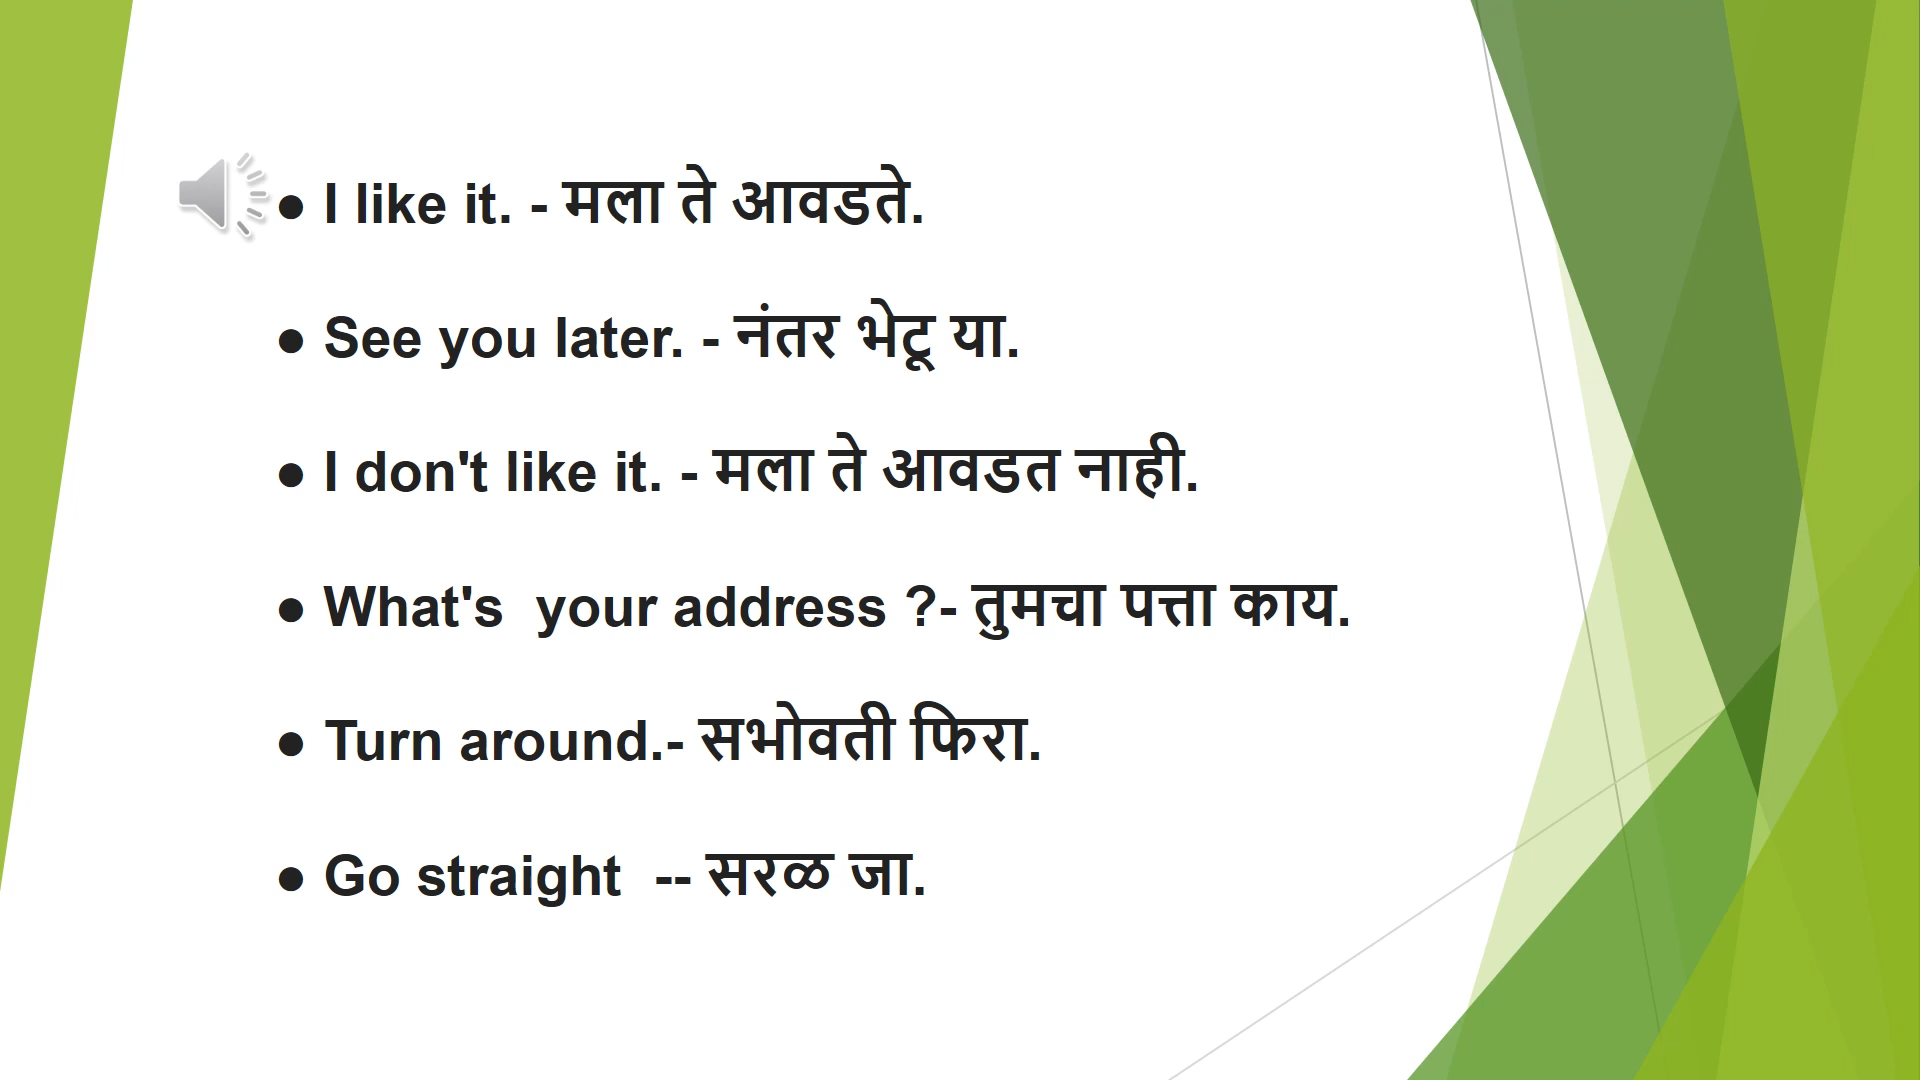 ● I like it. - मला ते आवडते.
● See you later. - नंतर भेटू या.
● I don't like it. - मला ते आवडत नाही.
● What's  your address ?- तुमचा पत्ता काय.
● Turn around.- सभोवती फिरा.
● Go straight  -- सरळ जा.